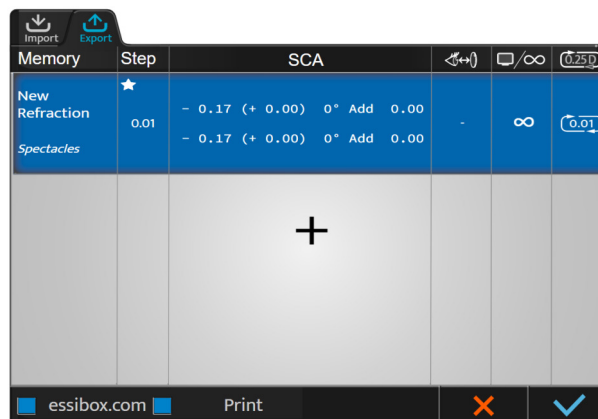 Import Export
Memory Step SCA /∞ 0.25D
New Refraction
Spectacles
0.01
- 0.17 (+ 0.00) 0° Add 0.00
- 0.17 (+ 0.00) 0° Add 0.00
-
∞
0.01
+
essibox.com Print